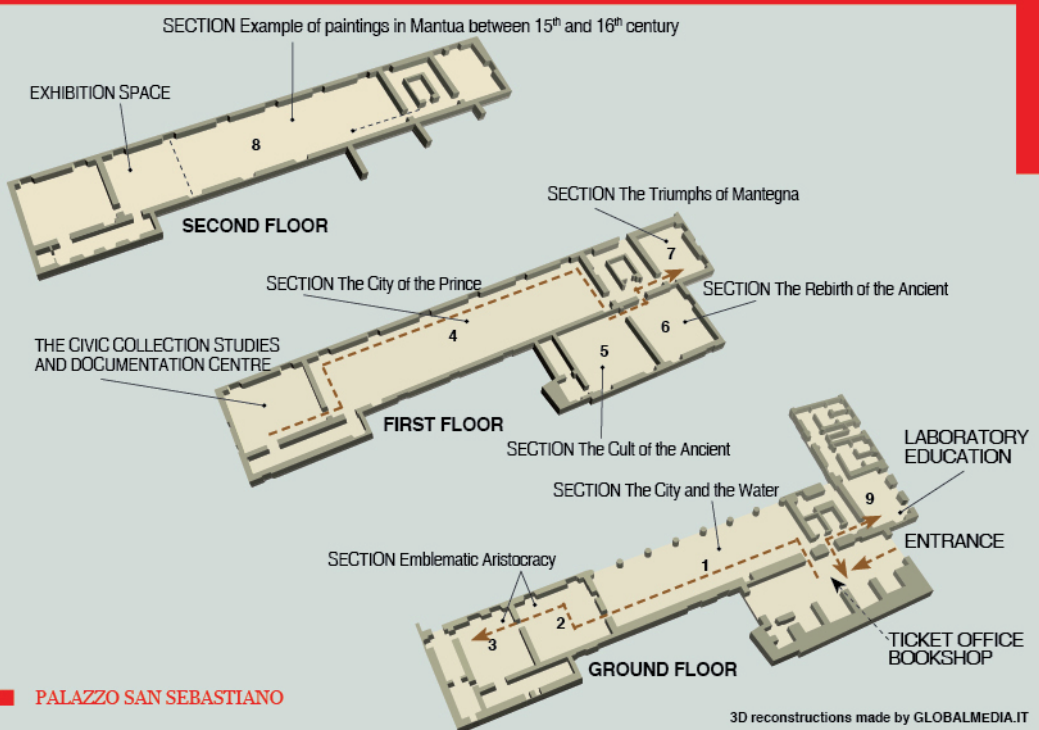 SECTION Example of paintings in Mantua between 15th and 16th century
EXHIBITION SPACE
8
SECOND FLOOR
SECTION The Triumphs of Mantegna
7
SECTION The City of the Prince
SECTION The Rebirth of the Ancient
4
6
THE CIVIC COLLECTION STUDIES
AND DOCUMENTATION CENTRE
5
FIRST FLOOR
SECTION The Cult of the Ancient
LABORATORY
EDUCATION
SECTION The City and the Water
9
ENTRANCE
SECTION Emblematic Aristocracy
1
2
3
TICKET OFFICE
BOOKSHOP
GROUND FLOOR
PALAZZO SAN SEBASTIANO
3D reconstructions made by GLOBALMEDIA.IT